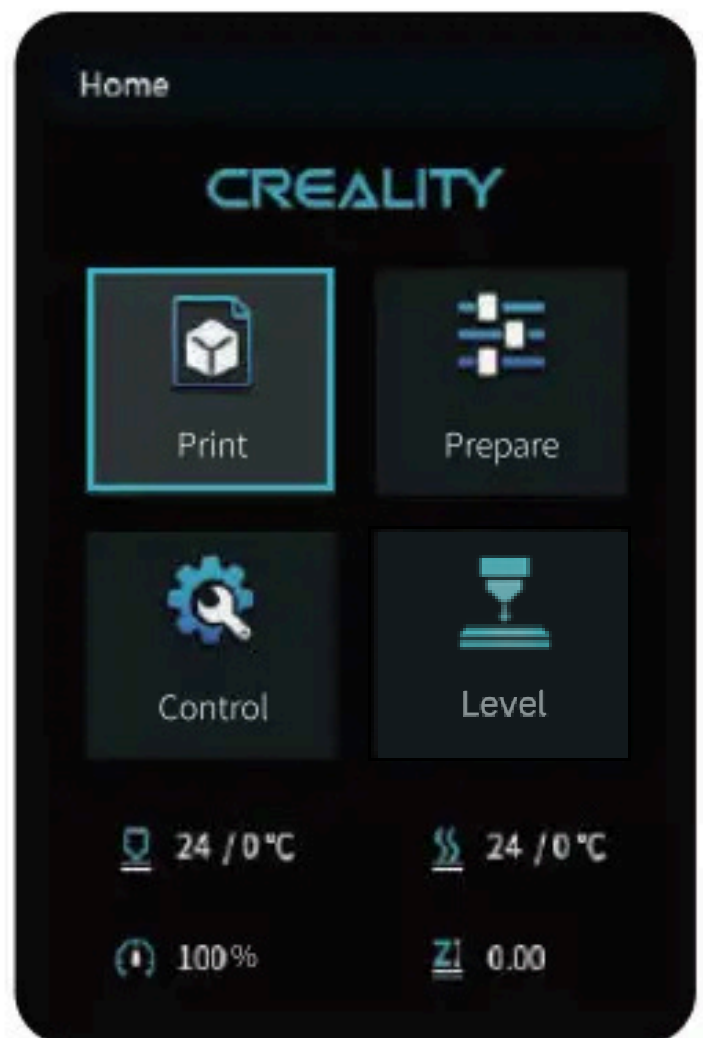 Home
CREALITY
Print
Prepare
Control
Level
24 / 0 °C
24 / 0 °C
100%
Z
0.00